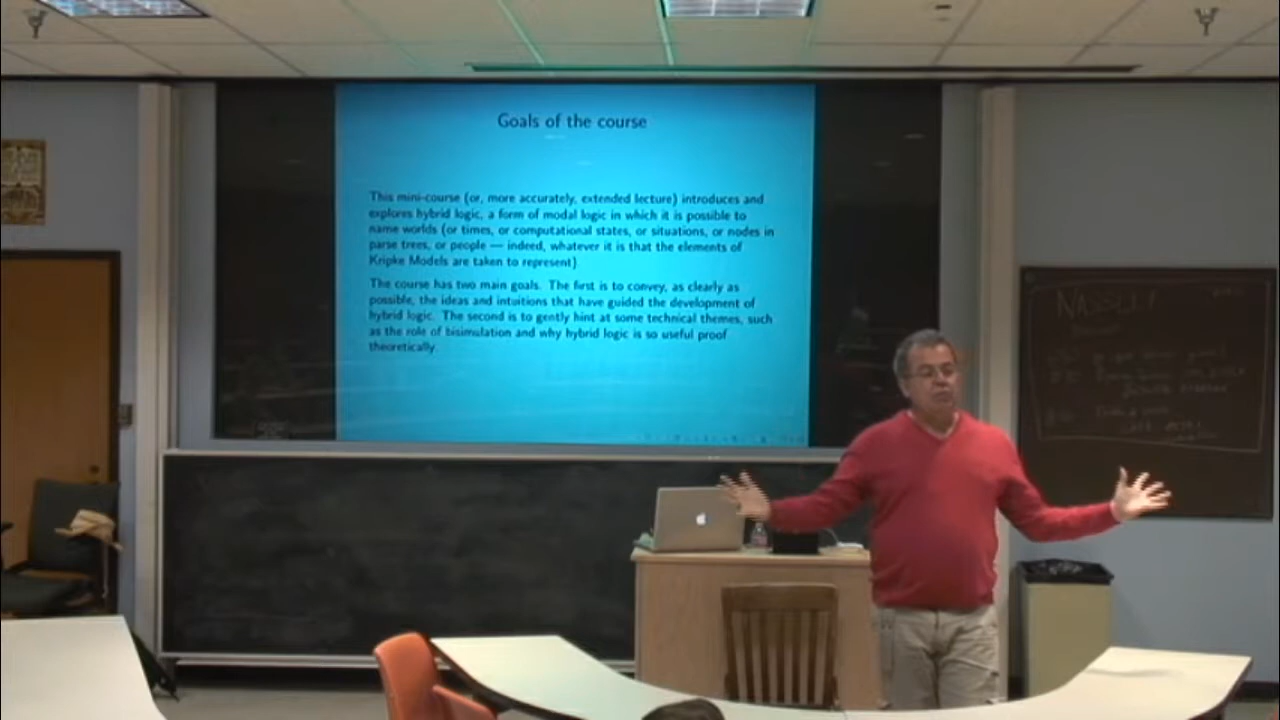 Goals of the course
This mini-course (or, more accurately, extended lecture) introduces and
explores hybrid logic, a form of modal logic in which it is possible to
name worlds (or times, or computational states, or situations, or nodes in
parse trees, or people — indeed, whatever it is that the elements of
Kripke Models are taken to represent)
The course has two main goals. The first is to convey, as clearly as
possible, the ideas and intuitions that have guided the development of
hybrid logic. The second is to gently hint at some technical themes, such
as the role of bisimulation and why hybrid logic is so useful proof
theoretically.
NASSLLI